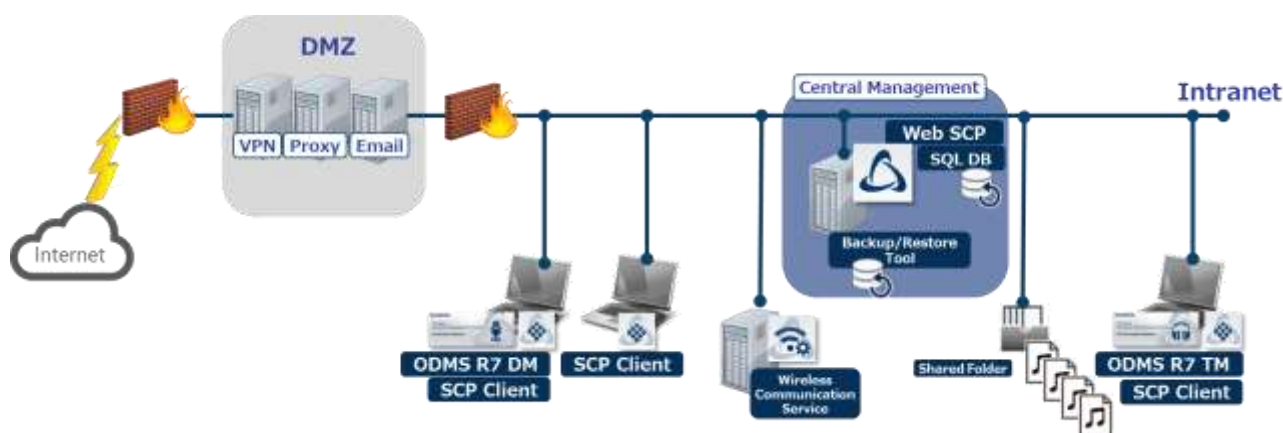 DMZ
VPN
Proxy
Email
Internet
Central Management
Intranet
Web SCP
SQL DB
Backup/Restore
Tool
ODMS R7 DM
SCP Client
SCP Client
Wireless
Communication
Service
Shared Folder
ODMS R7 TM
SCP Client